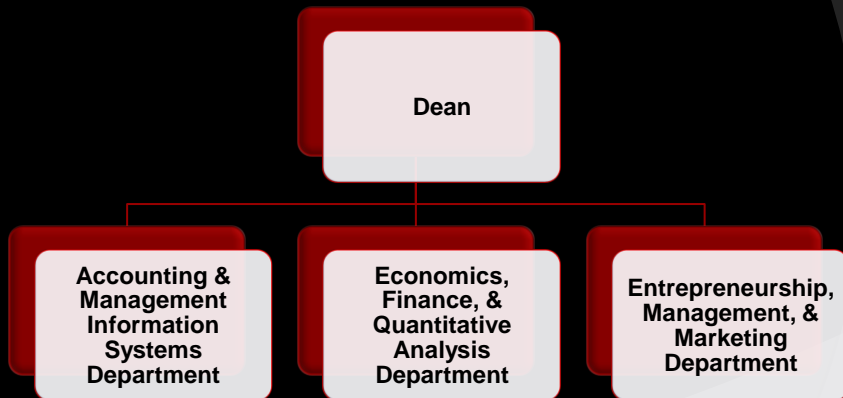 Dean
Accounting &
Management
Information
Systems
Department
Economics,
Finance, &
Quantitative
Analysis
Department
Entrepreneurship,
Management, &
Marketing
Department